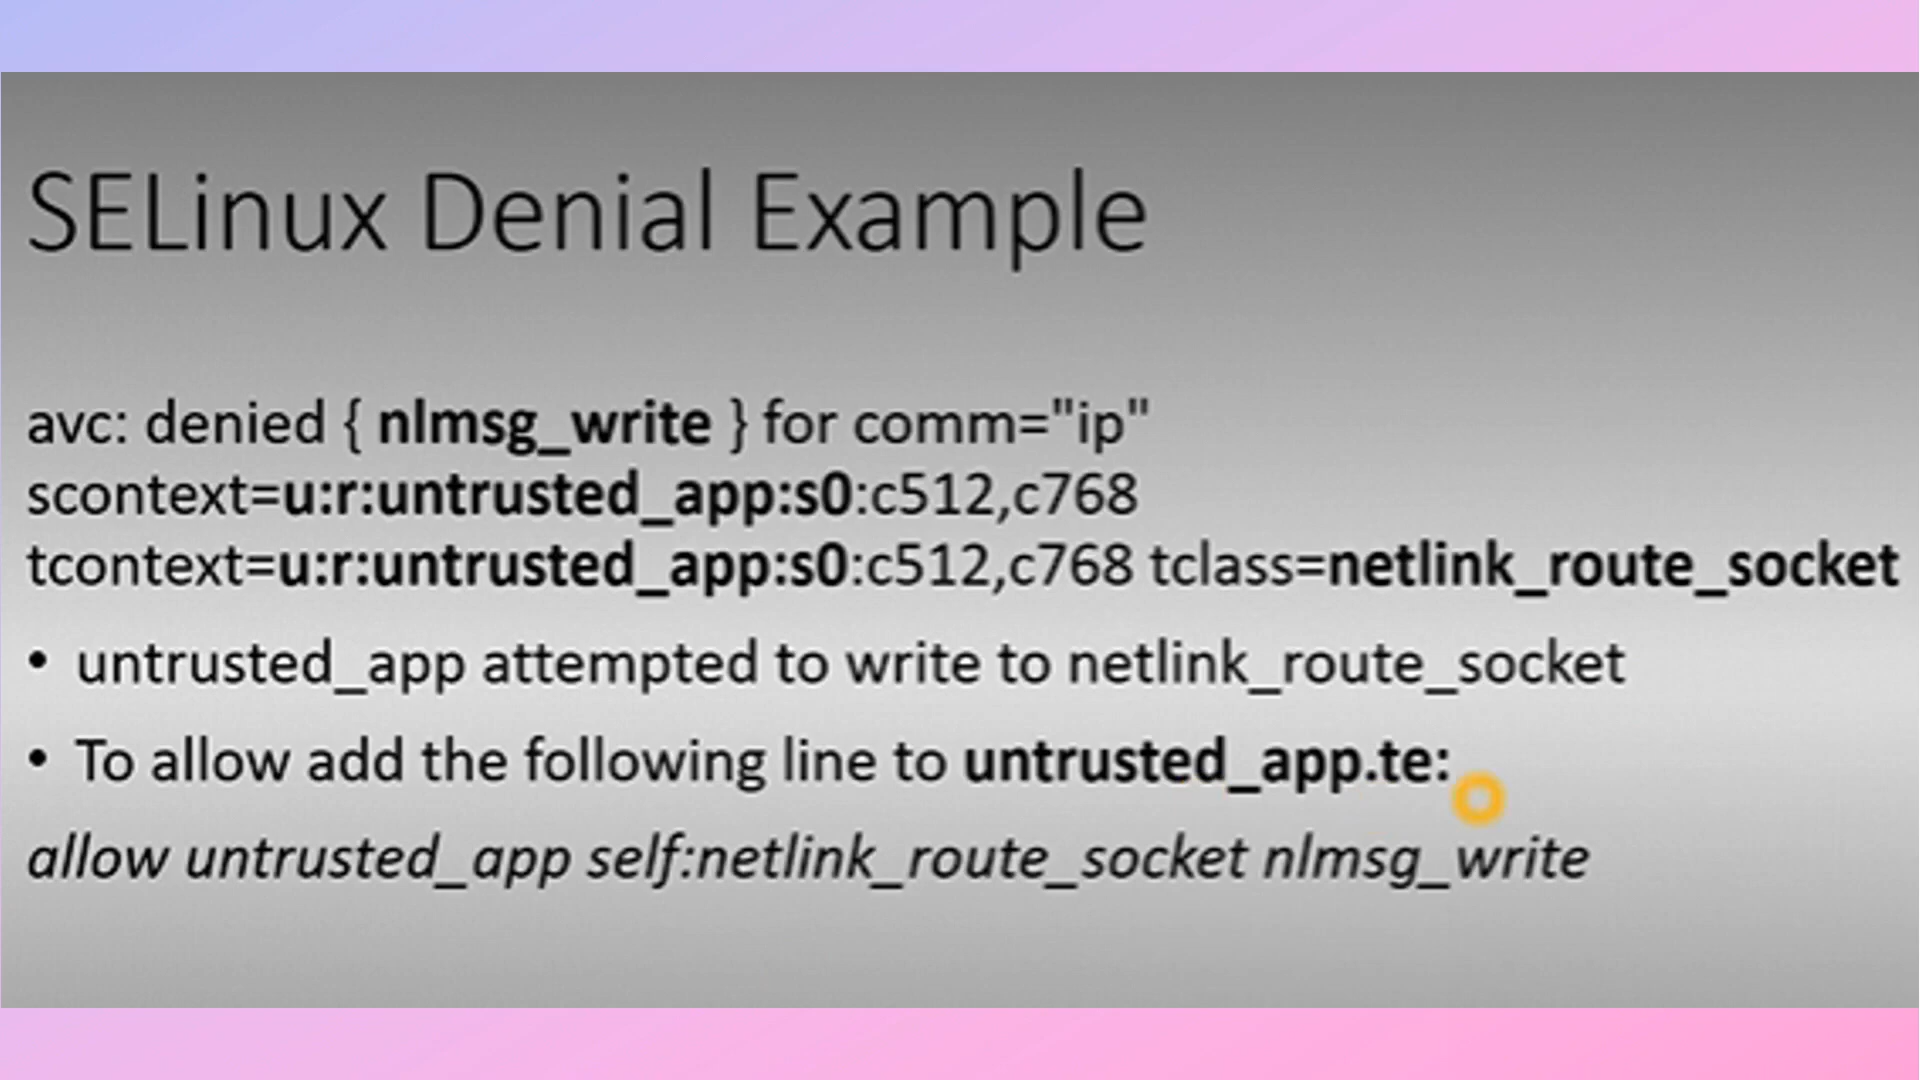 SELinux Denial Example
avc: denied { nlmsg_write } for comm="ip"
scontext=u:r:untrusted_app:s0:c512,c768
tcontext=u:r:untrusted_app:s0:c512,c768 tclass=netlink_route_socket
• untrusted_app attempted to write to netlink_route_socket
• To allow add the following line to untrusted_app.te:
allow untrusted_app self:netlink_route_socket nlmsg_write